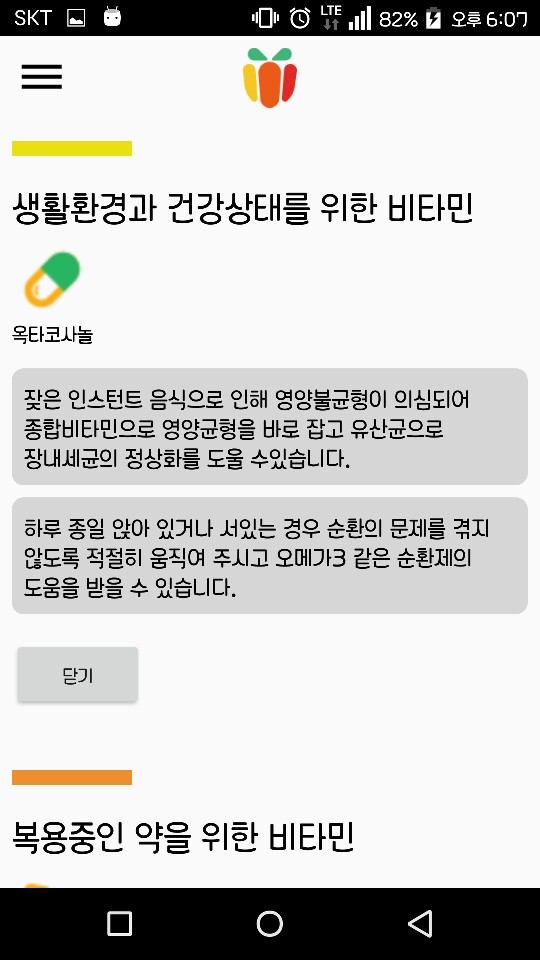 SKT LTE 82% 오후 6:07
생활환경과 건강상태를 위한 비타민
옥타코사놀
잦은 인스턴트 음식으로 인해 영양불균형이 의심되어
종합비타민으로 영양균형을 바로 잡고 유산균으로
장내세균의 정상화를 도울 수있습니다.
하루 종일 앉아 있거나 서있는 경우 순환의 문제를 겪지
않도록 적절히 움직여 주시고 오메가3 같은 순환제의
도움을 받을 수 있습니다.
닫기
복용중인 약을 위한 비타민